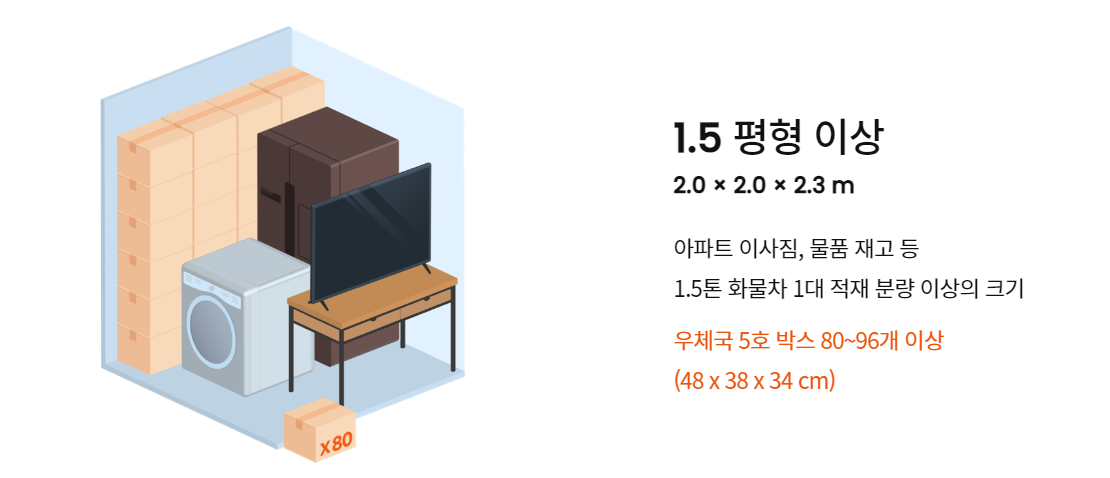 1.5 평형 이상
2.0 × 2.0 × 2.3 m
아파트 이사짐, 물품 재고 등
1.5톤 화물차 1대 적재 분량 이상의 크기
우체국 5호 박스 80~96개 이상
(48 x 38 x 34 cm)
x80